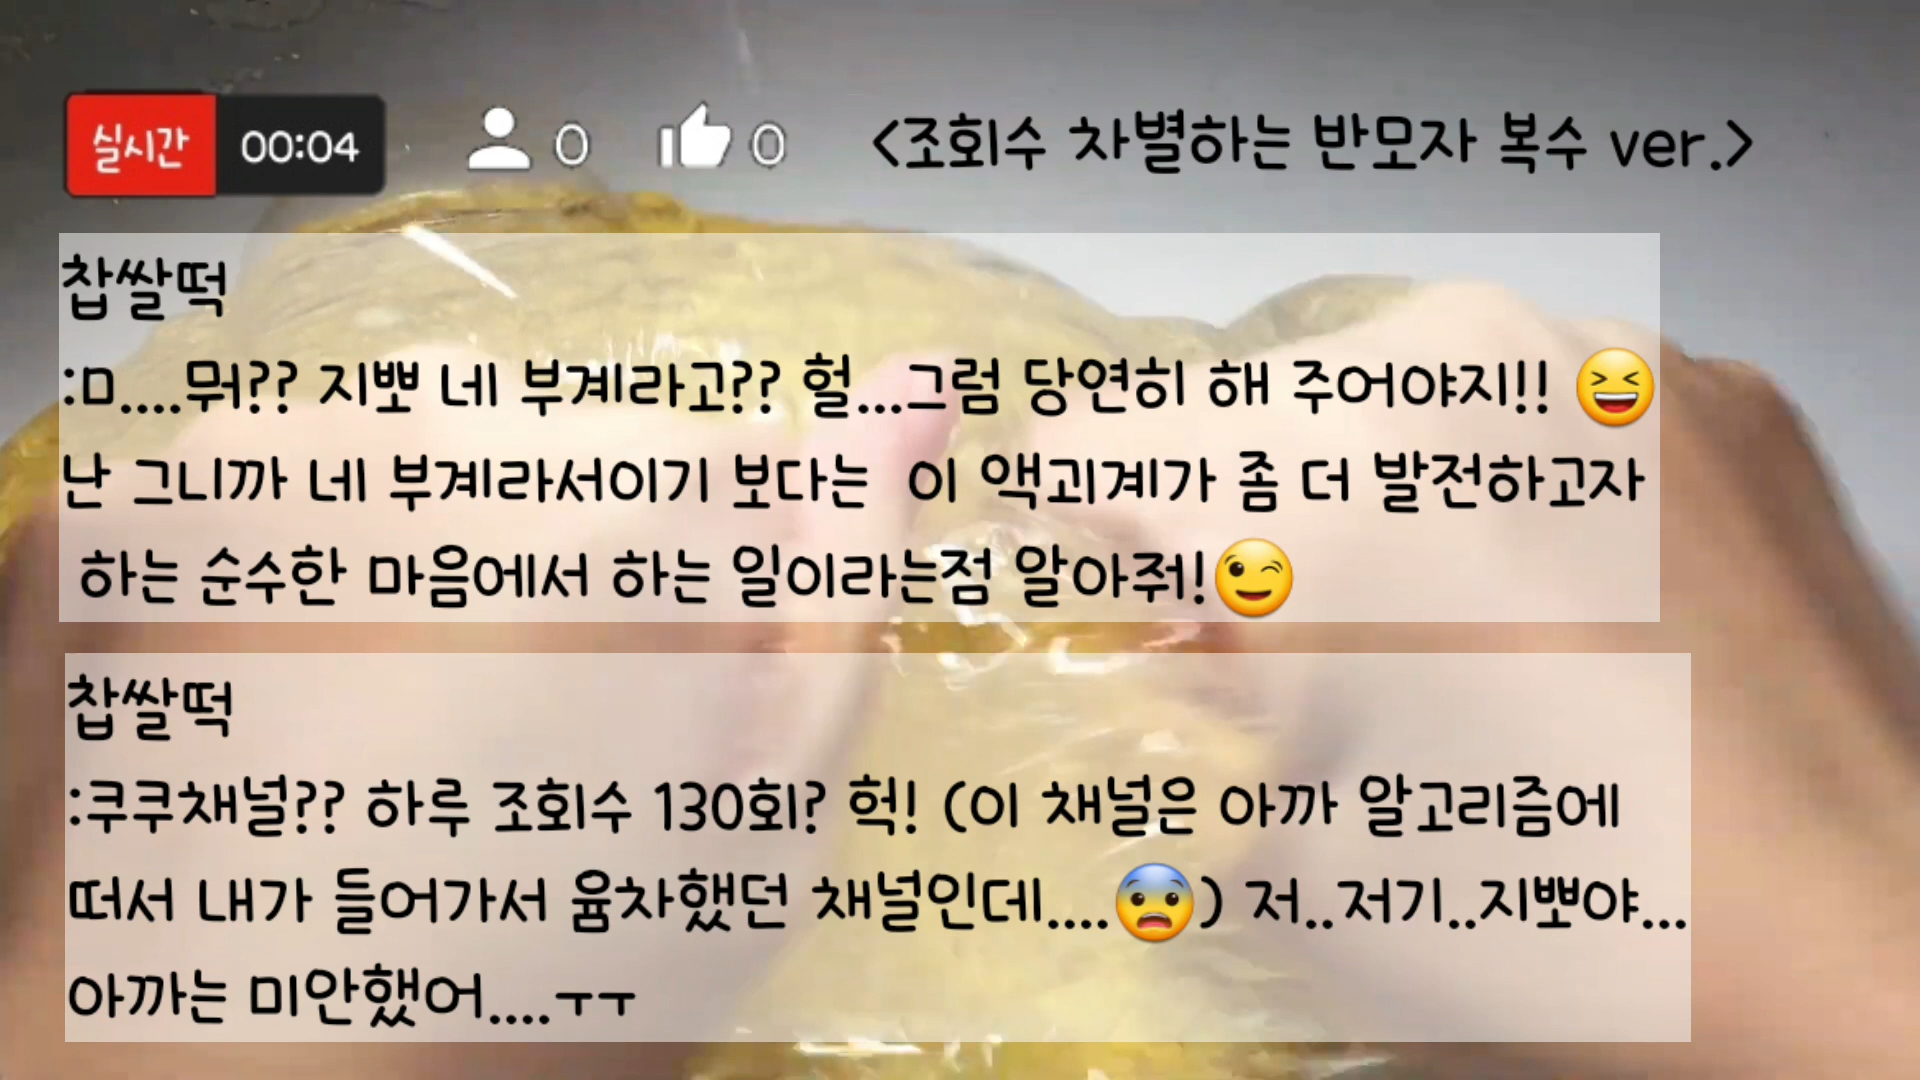 실시간 00:04 0 0 <조회수 차별하는 반모자 복수 ver.>
찹쌀떡
:ㅁ....뭐?? 지뽀 네 부계라고?? 헐...그럼 당연히 해 주어야지!! 😆
난 그니까 네 부계라서이기 보다는 이 액괴계가 좀 더 발전하고자
하는 순수한 마음에서 하는 일이라는점 알아줘!😉
찹쌀떡
:쿠쿠채널?? 하루 조회수 130회? 헉! (이 채널은 아까 알고리즘에
떠서 내가 들어가서 윰차했던 채널인데....😨) 저..저기..지뽀야...
아까는 미안했어....ㅜㅜ